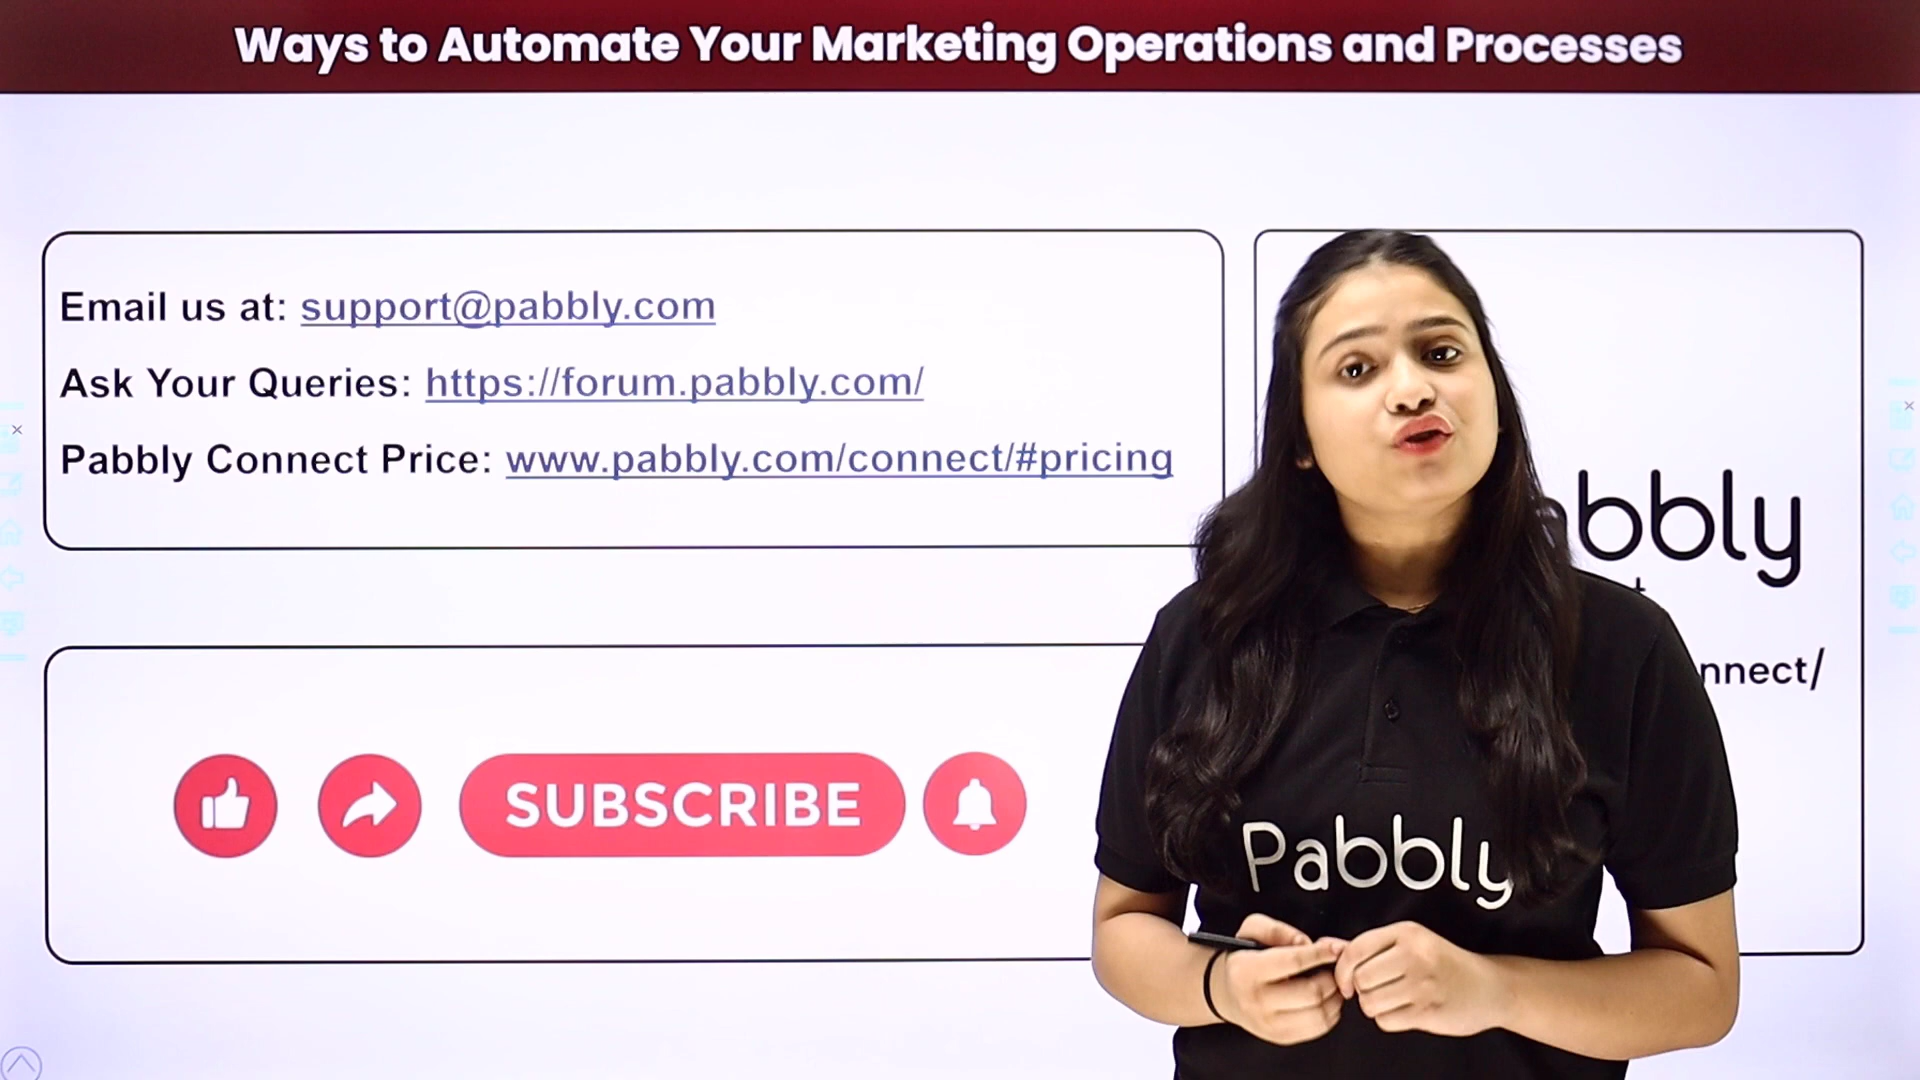 Ways to Automate Your Marketing Operations and Processes
Email us at: support@pabbly.com
Ask Your Queries: https://forum.pabbly.com/
Pabbly Connect Price: www.pabbly.com/connect/#pricing
bbly
nnect/
SUBSCRIBE
Pabbly